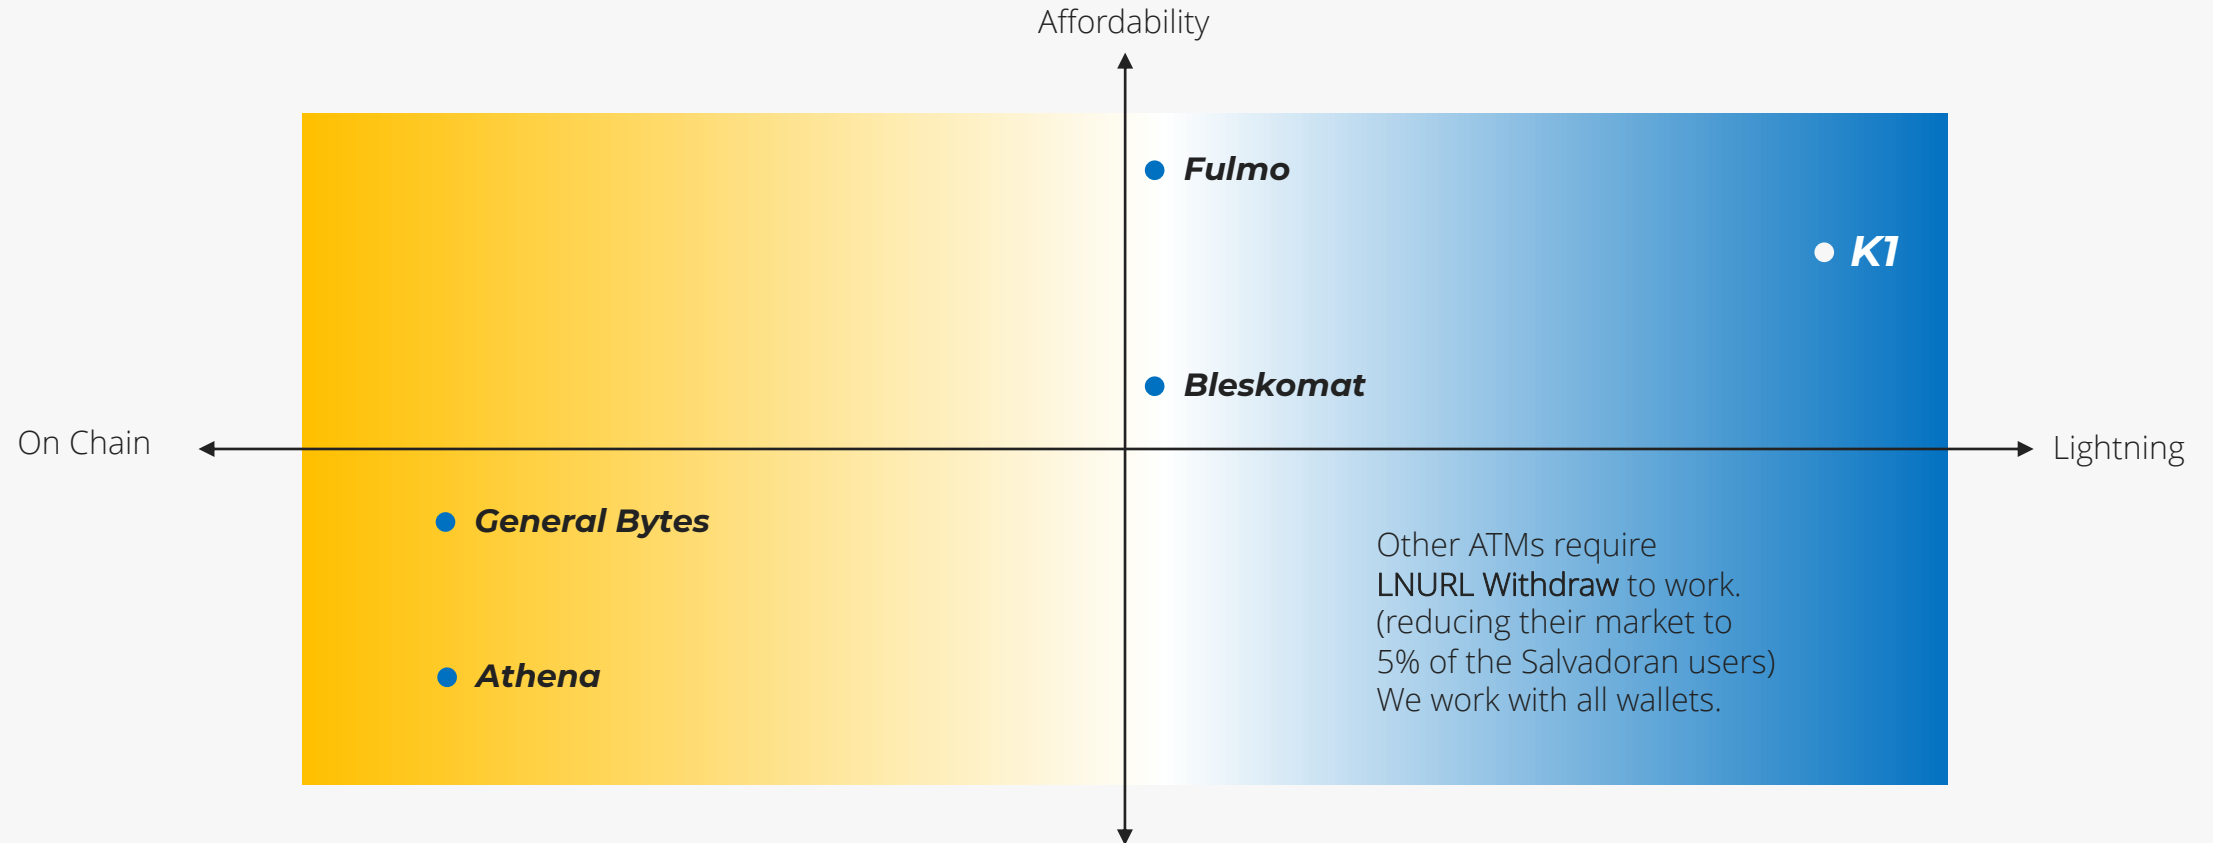 Affordability
Fulmo
K1
Bleskomat
On Chain
Lightning
General Bytes
Athena
Other ATMs require
LNURL Withdraw to work.
(reducing their market to
5% of the Salvadoran users)
We work with all wallets.